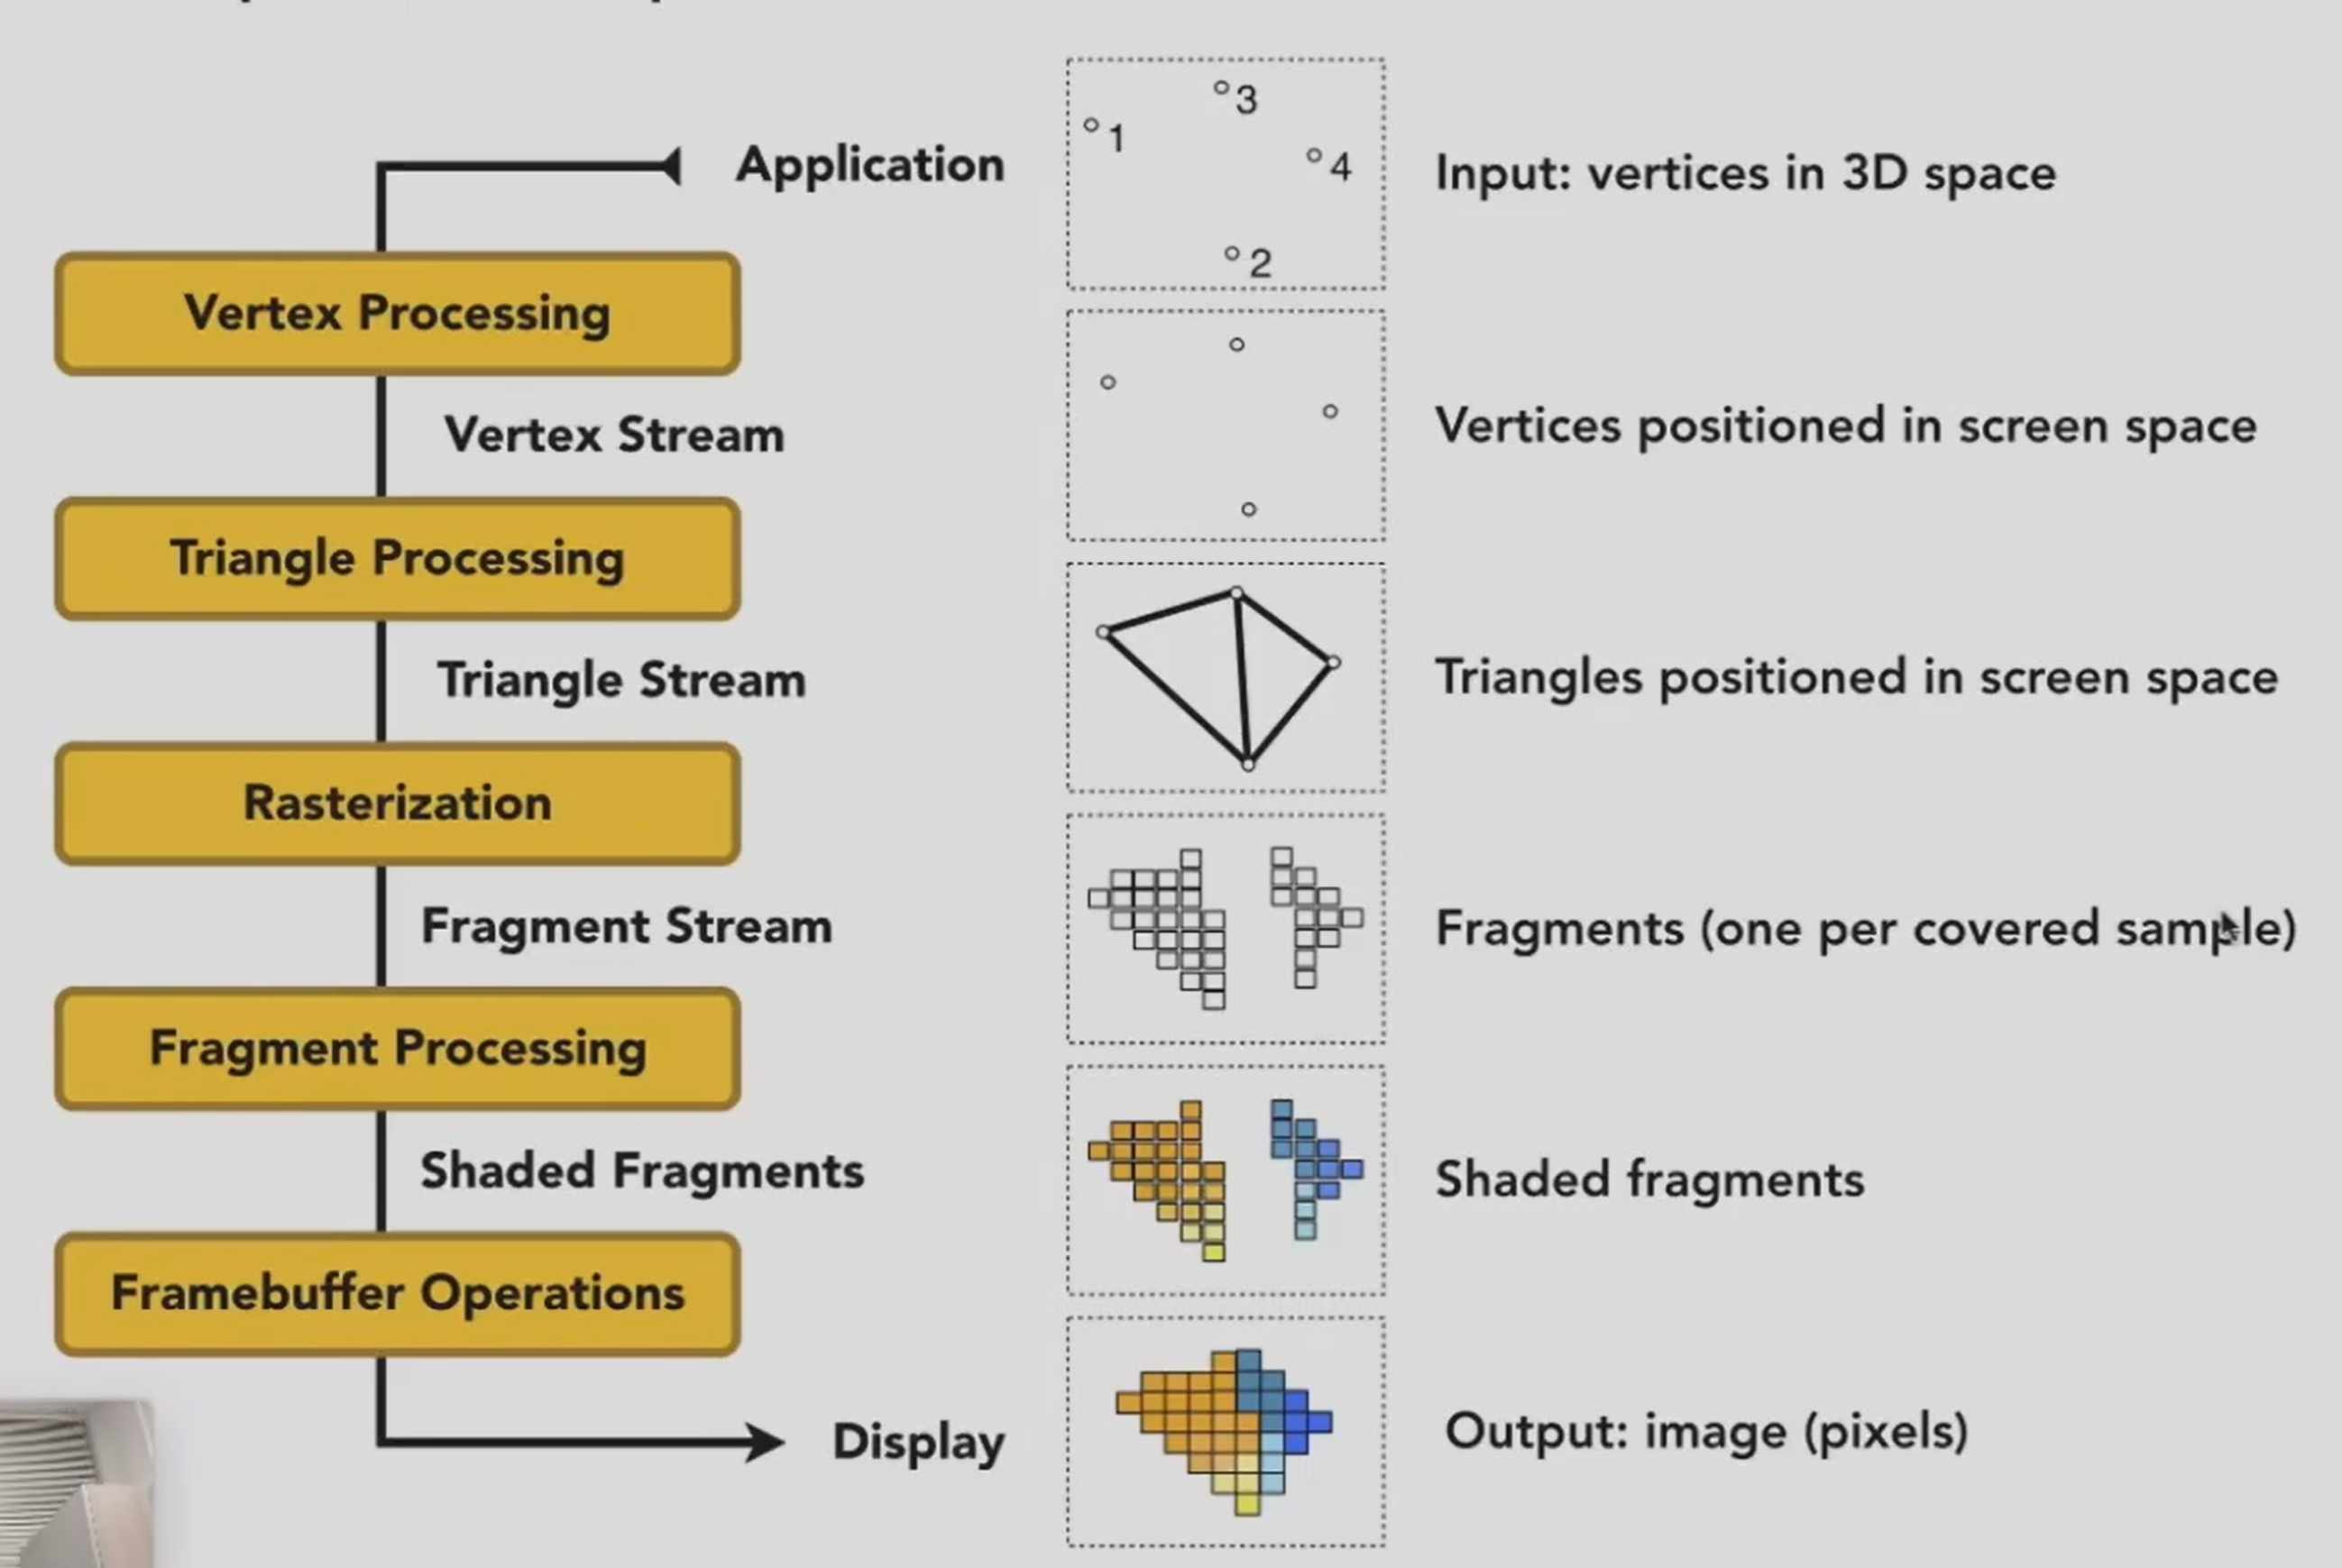 Application
3
1
4
2
Input: vertices in 3D space
Vertex Processing
Vertex Stream
Vertices positioned in screen space
Triangle Processing
Triangle Stream
Triangles positioned in screen space
Rasterization
Fragment Stream
Fragments (one per covered sample)
Fragment Processing
Shaded Fragments
Shaded fragments
Framebuffer Operations
Display
Output: image (pixels)